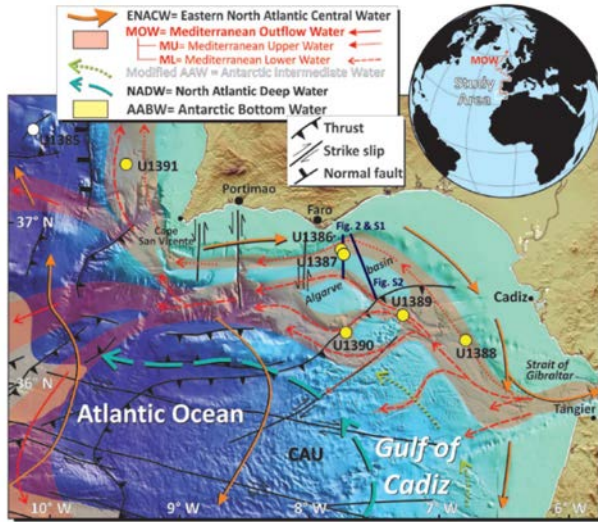 ENACW= Eastern North Atlantic Central Water
MOW= Mediterranean Outflow Water
MU= Mediterranean Upper Water
ML= Mediterranean Lower Water
Modified AAW= Antarctic Intermediate Water
NADW= North Atlantic Deep Water
AABW= Antarctic Bottom Water
MOW
Study
Area
Thrust
Strike slip
Normal fault
U1385
U1391
Portimao
Faro
Cape
San Vicente
37° N
U1386
U1387
Fig. 2 & S1
Algarve
basin
Fig. S2
U1389
Cadiz
U1390
U1388
Strait of
Gibraltar
Tangier
36° N
Atlantic Ocean
CAU
Gulf of
Cadiz
10° W
9° W
8° W
7° W
6° W